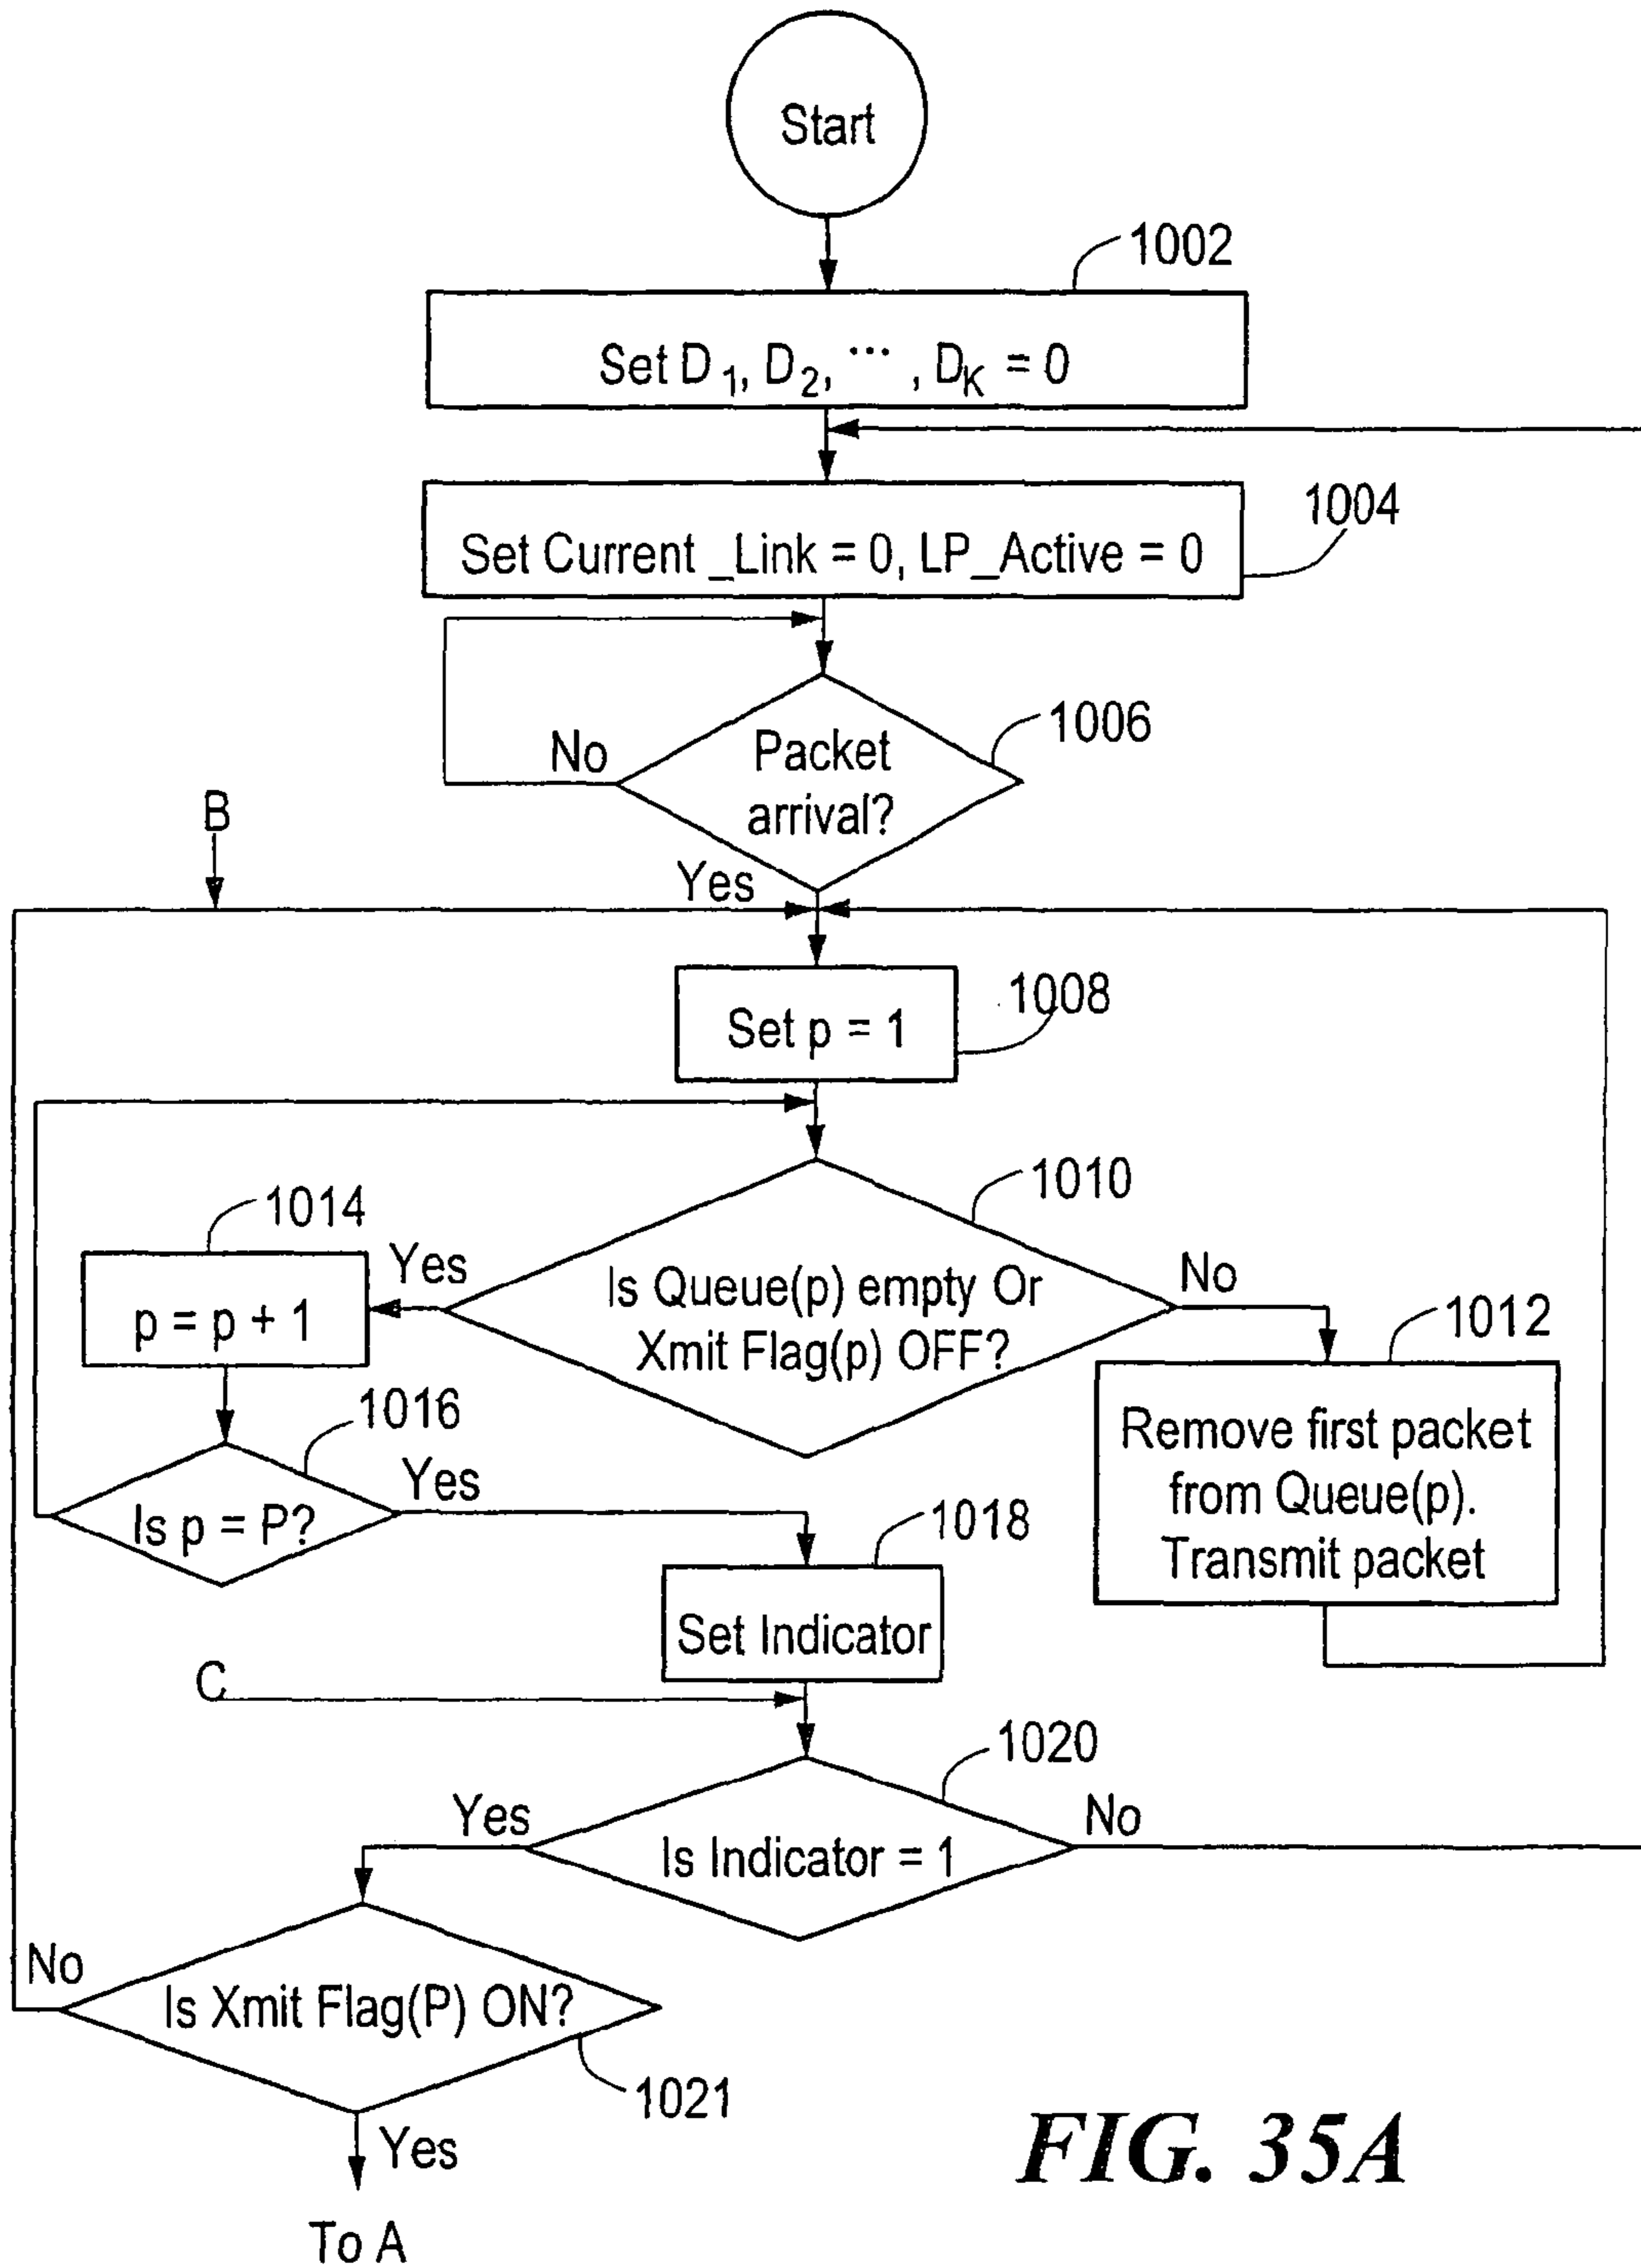 Start
1002
Set D1, D2, ... , DK = 0
1004
Set Current _Link = 0, LP_Active = 0
1006
No
Packet
arrival?
B
Yes
1008
Set p = 1
1010
1014
Yes
No
p = p + 1
Is Queue(p) empty Or
Xmit Flag(p) OFF?
1012
1016
Yes
Is p = P?
Remove first packet
from Queue(p).
Transmit packet
1018
Set Indicator
C
1020
Yes
No
Is Indicator = 1
No
Is Xmit Flag(P) ON?
1021
Yes
To A
FIG. 35A